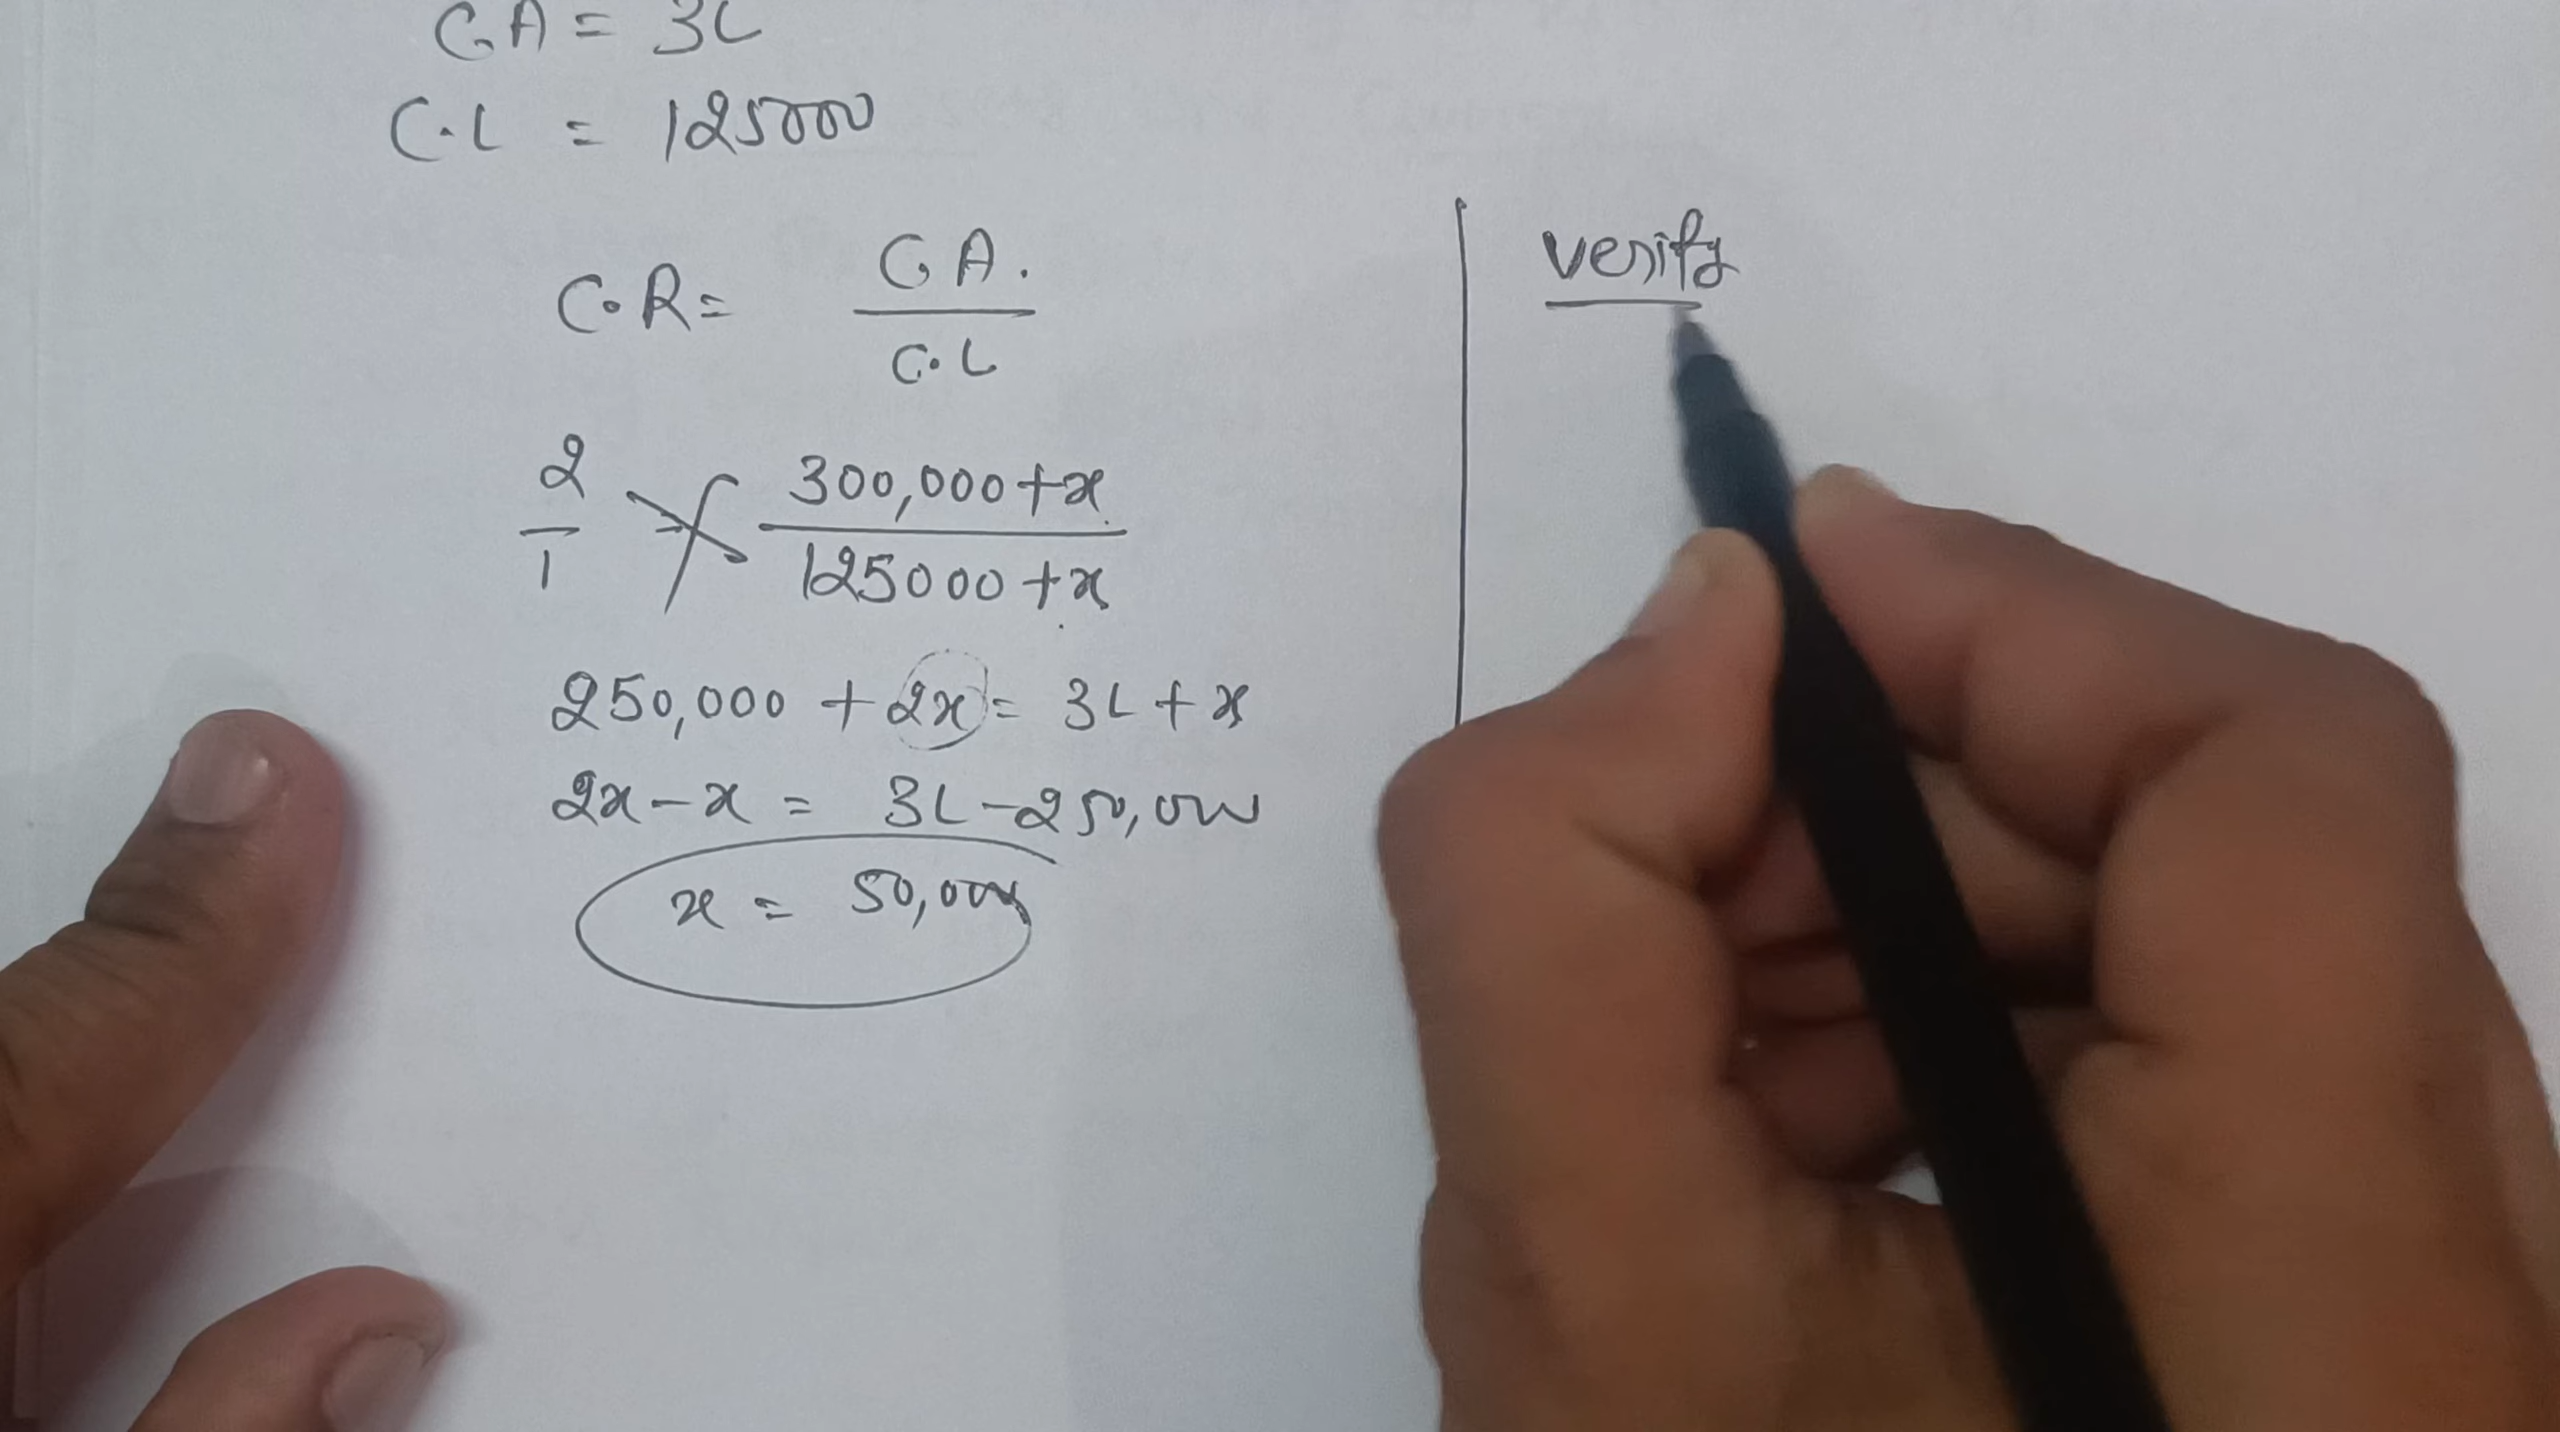 C.A = 3L
C.L = 125000
C.R = C.A. / C.L
2/1 = 300,000+x / 125000+x
250,000 + 2x = 3L + x
2x - x = 3L - 250,000
x = 50,000
Verify